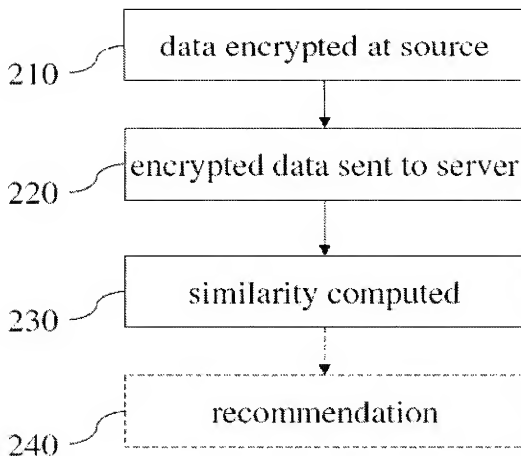 data encrypted at source
210
encrypted data sent to server
220
similarity computed
230
recommendation
240